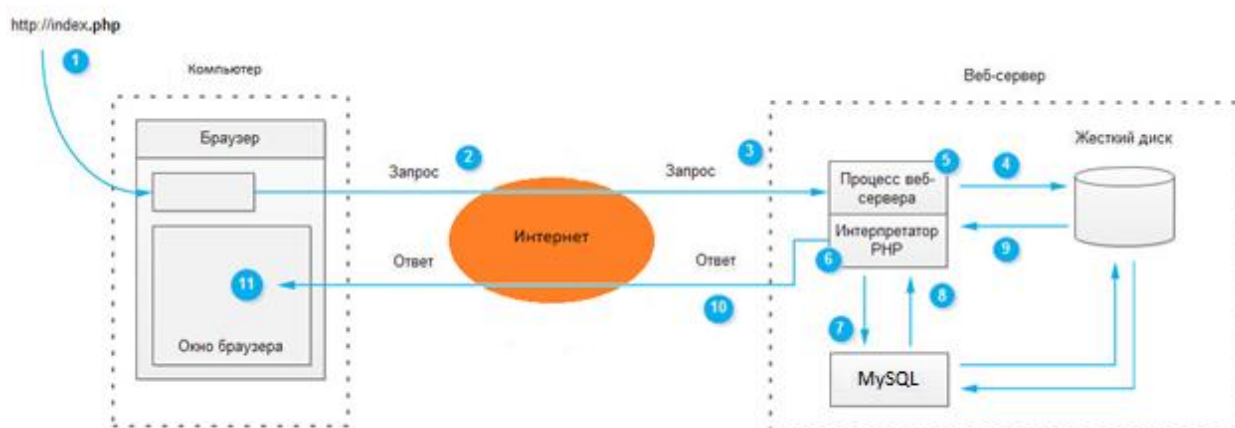 http://index.php
1
Компьютер
Веб-сервер
Браузер
Жесткий диск
Запрос
2
Запрос
3
5
4
Процесс веб-
сервера
Интернет
Интерпретатор
PHP
9
Ответ
Ответ
6
11
10
8
7
Окно браузера
MySQL